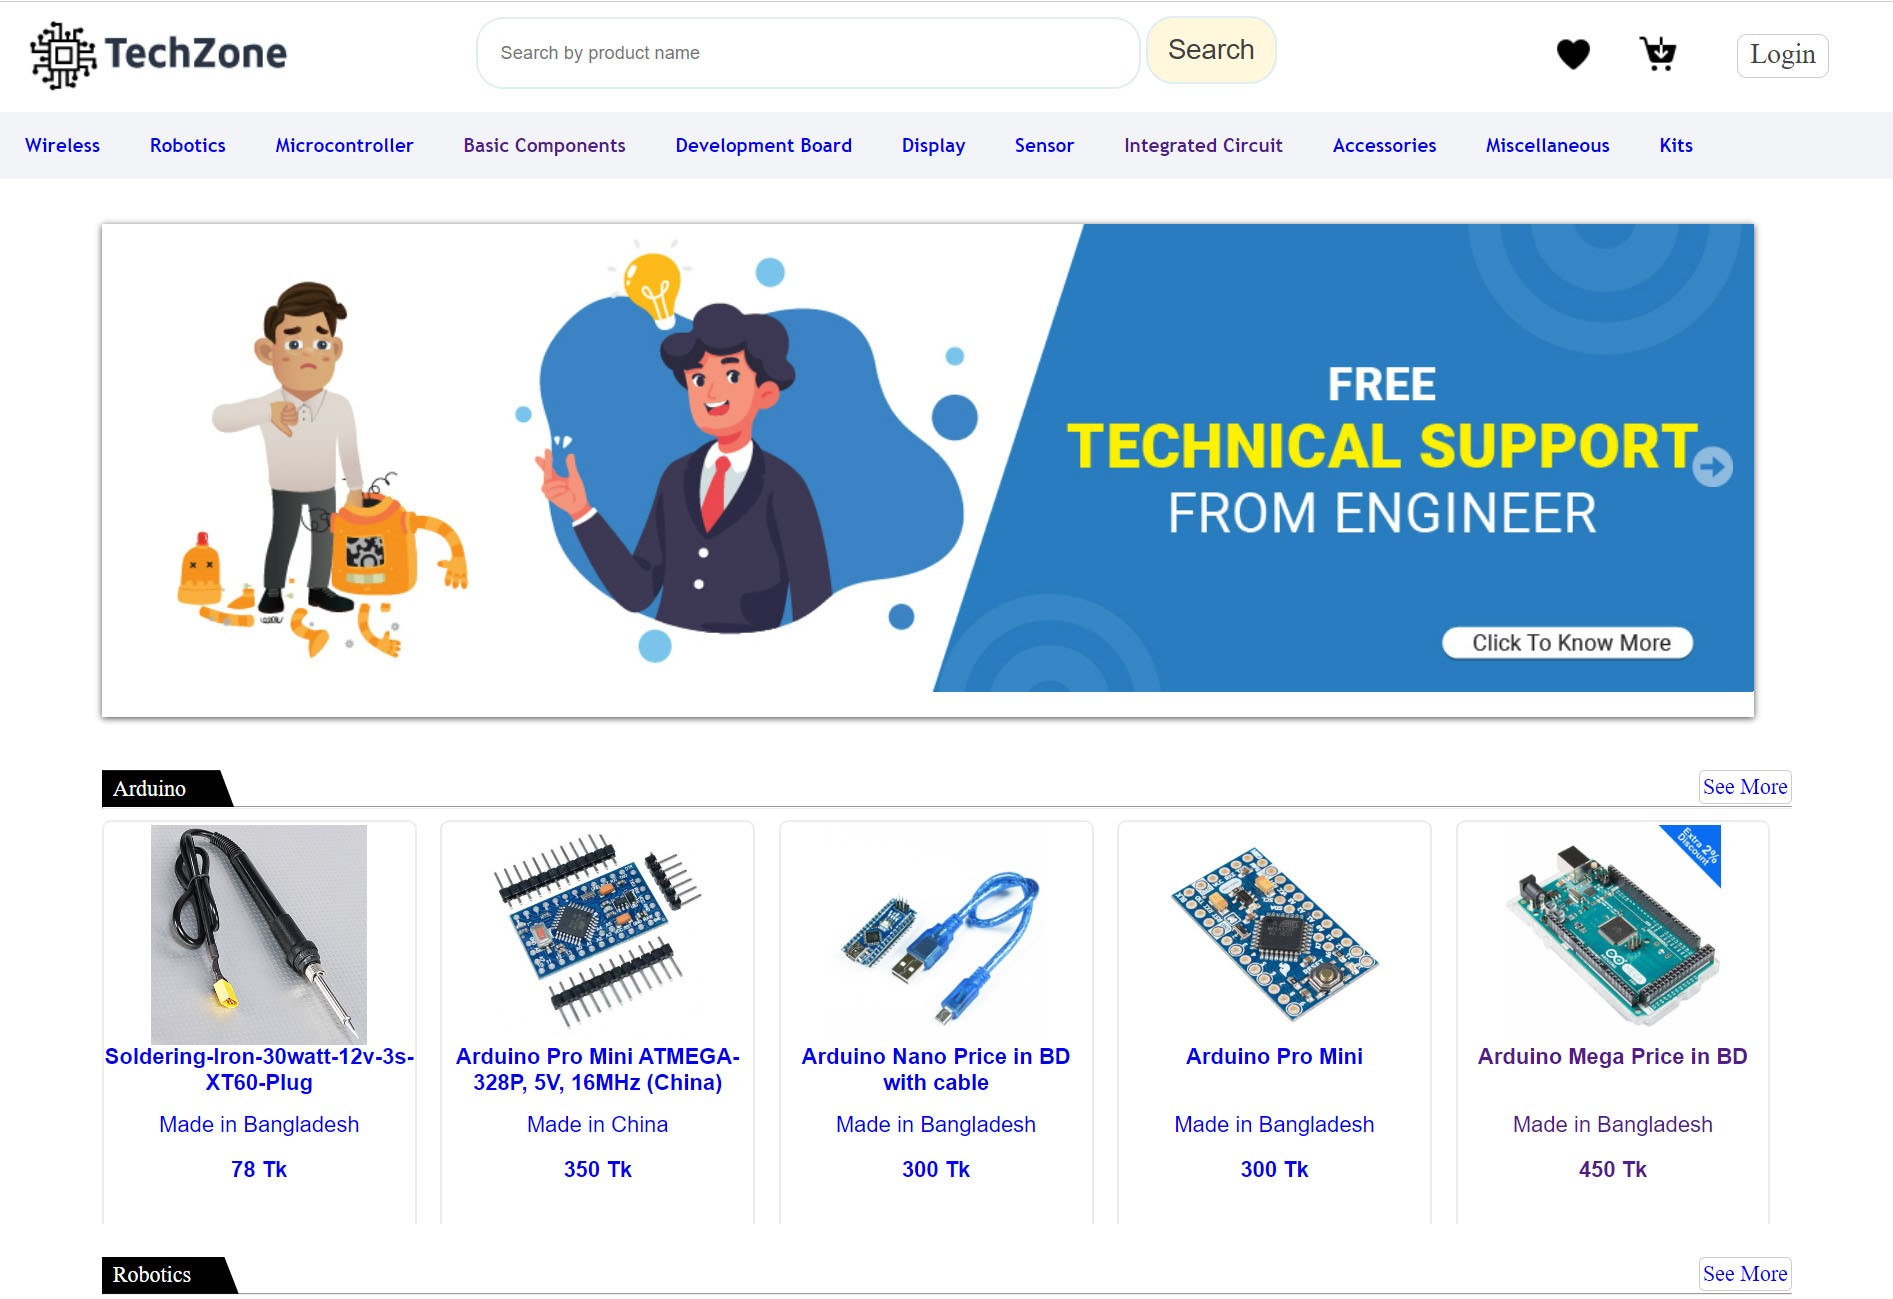 TechZone
Search by product name
Search
Login
Wireless Robotics Microcontroller Basic Components Development Board Display Sensor Integrated Circuit Accessories Miscellaneous Kits
FREE
TECHNICAL SUPPORT
FROM ENGINEER
Click To Know More
Arduino
See More
Extra 2%
Discount
Soldering-Iron-30watt-12v-3s-
XT60-Plug
Made in Bangladesh
78 Tk
Arduino Pro Mini ATMEGA-
328P, 5V, 16MHz (China)
Made in China
350 Tk
Arduino Nano Price in BD
with cable
Made in Bangladesh
300 Tk
Arduino Pro Mini
Made in Bangladesh
300 Tk
Arduino Mega Price in BD
Made in Bangladesh
450 Tk
Robotics
See More